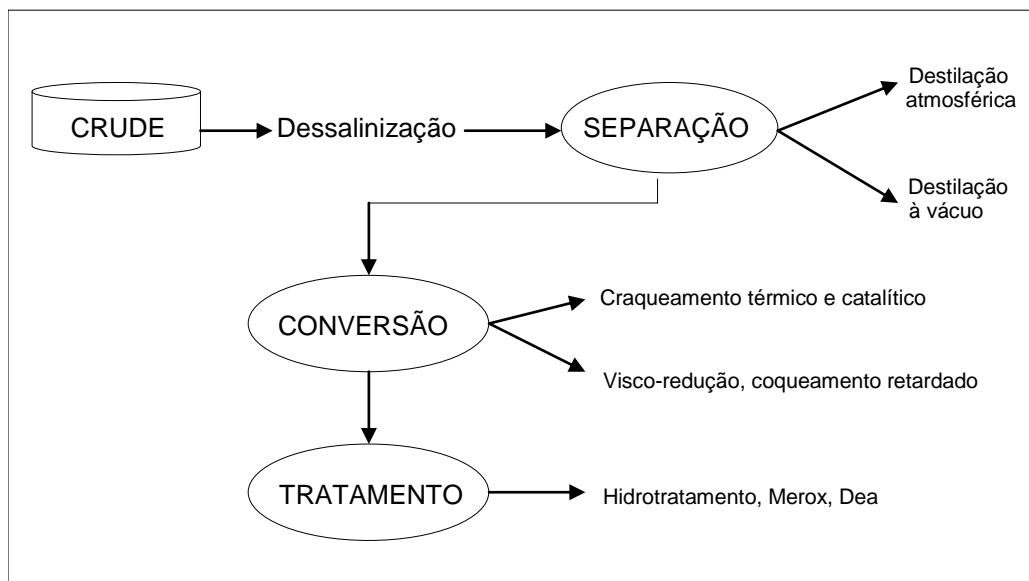 CRUDE
Dessalinização
SEPARAÇÃO
Destilação
atmosférica
Destilação
à vácuo
CONVERSÃO
Craqueamento térmico e catalítico
Visco-redução, coqueamento retardado
TRATAMENTO
Hidrotratamento, Merox, Dea